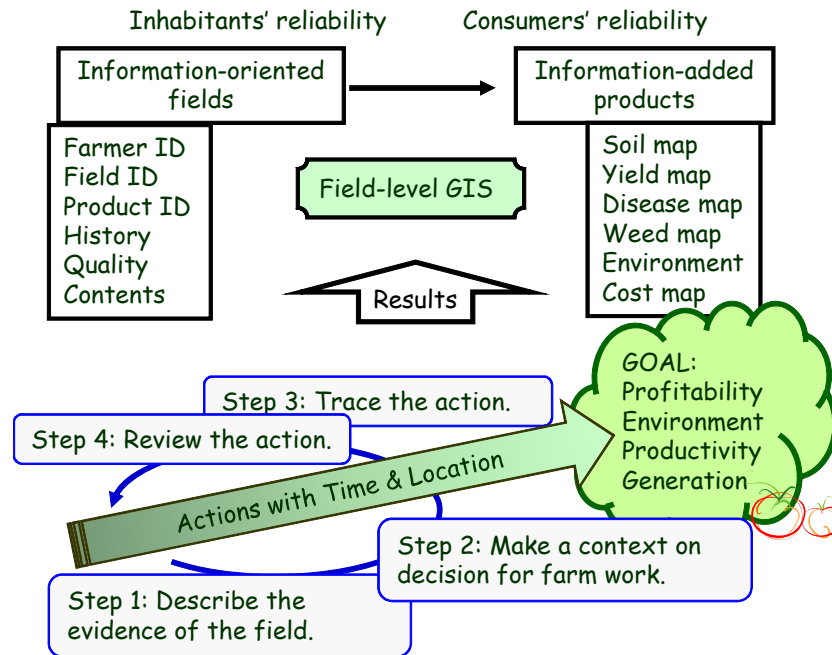 Inhabitants' reliability
Consumers' reliability
Information-oriented
fields
Information-added
products
Farmer ID
Field ID
Product ID
History
Quality
Contents
Field-level GIS
Soil map
Yield map
Disease map
Weed map
Environment
Cost map
Results
GOAL:
Profitability
Environment
Productivity
Generation
Step 3: Trace the action.
Step 4: Review the action.
Actions with Time & Location
Step 2: Make a context on
decision for farm work.
Step 1: Describe the
evidence of the field.